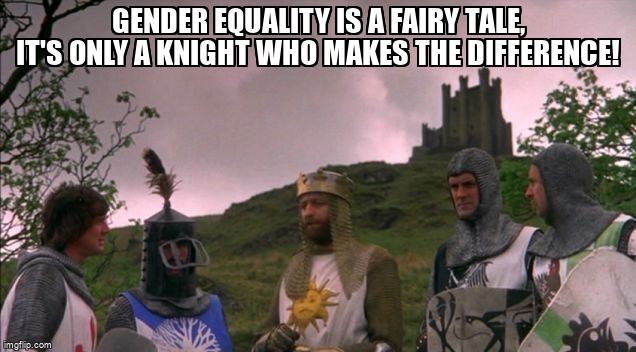 GENDER EQUALITY IS A FAIRY TALE,
IT'S ONLY A KNIGHT WHO MAKES THE DIFFERENCE!
imgflip.com